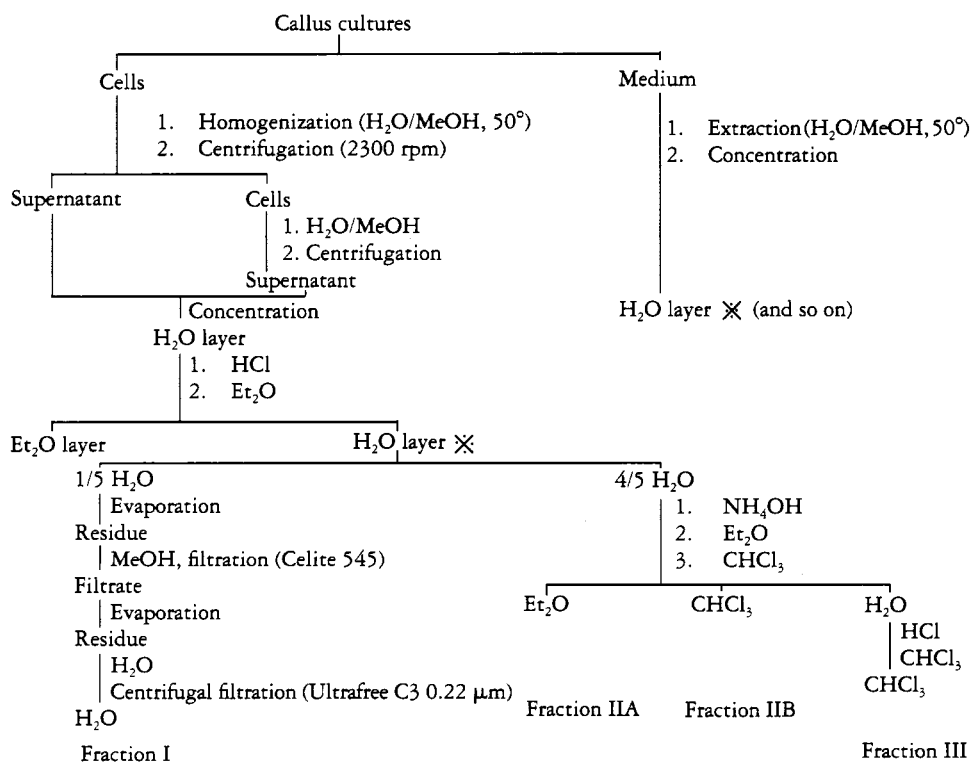 Callus cultures
Cells
Medium
1. Homogenization (H₂O/MeOH, 50°)
2. Centrifugation (2300 rpm)
1. Extraction (H₂O/MeOH, 50°)
2. Concentration
Supernatant
Cells
1. H₂O/MeOH
2. Centrifugation
Supernatant
Concentration
H₂O layer ※ (and so on)
H₂O layer
1. HCl
2. Et₂O
Et₂O layer
H₂O layer ※
1/5 H₂O
Evaporation
Residue
MeOH, filtration (Celite 545)
Filtrate
Evaporation
Residue
H₂O
Centrifugal filtration (Ultrafree C3 0.22 μm)
H₂O
Fraction I
4/5 H₂O
1. NH₄OH
2. Et₂O
3. CHCl₃
Et₂O
CHCl₃
H₂O
HCl
CHCl₃
CHCl₃
Fraction IIA
Fraction IIB
Fraction III